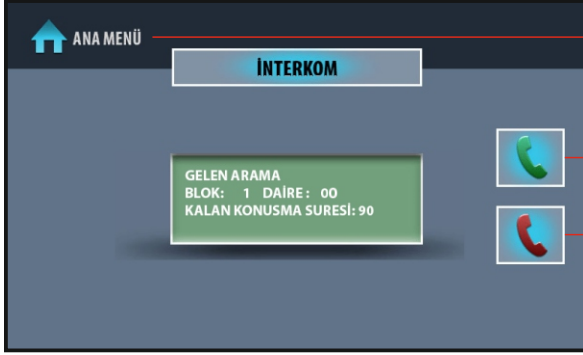 ANA MENÜ
İNTERKOM
GELEN ARAMA
BLOK: 1 DAİRE: 00
KALAN KONUSMA SURESİ: 90